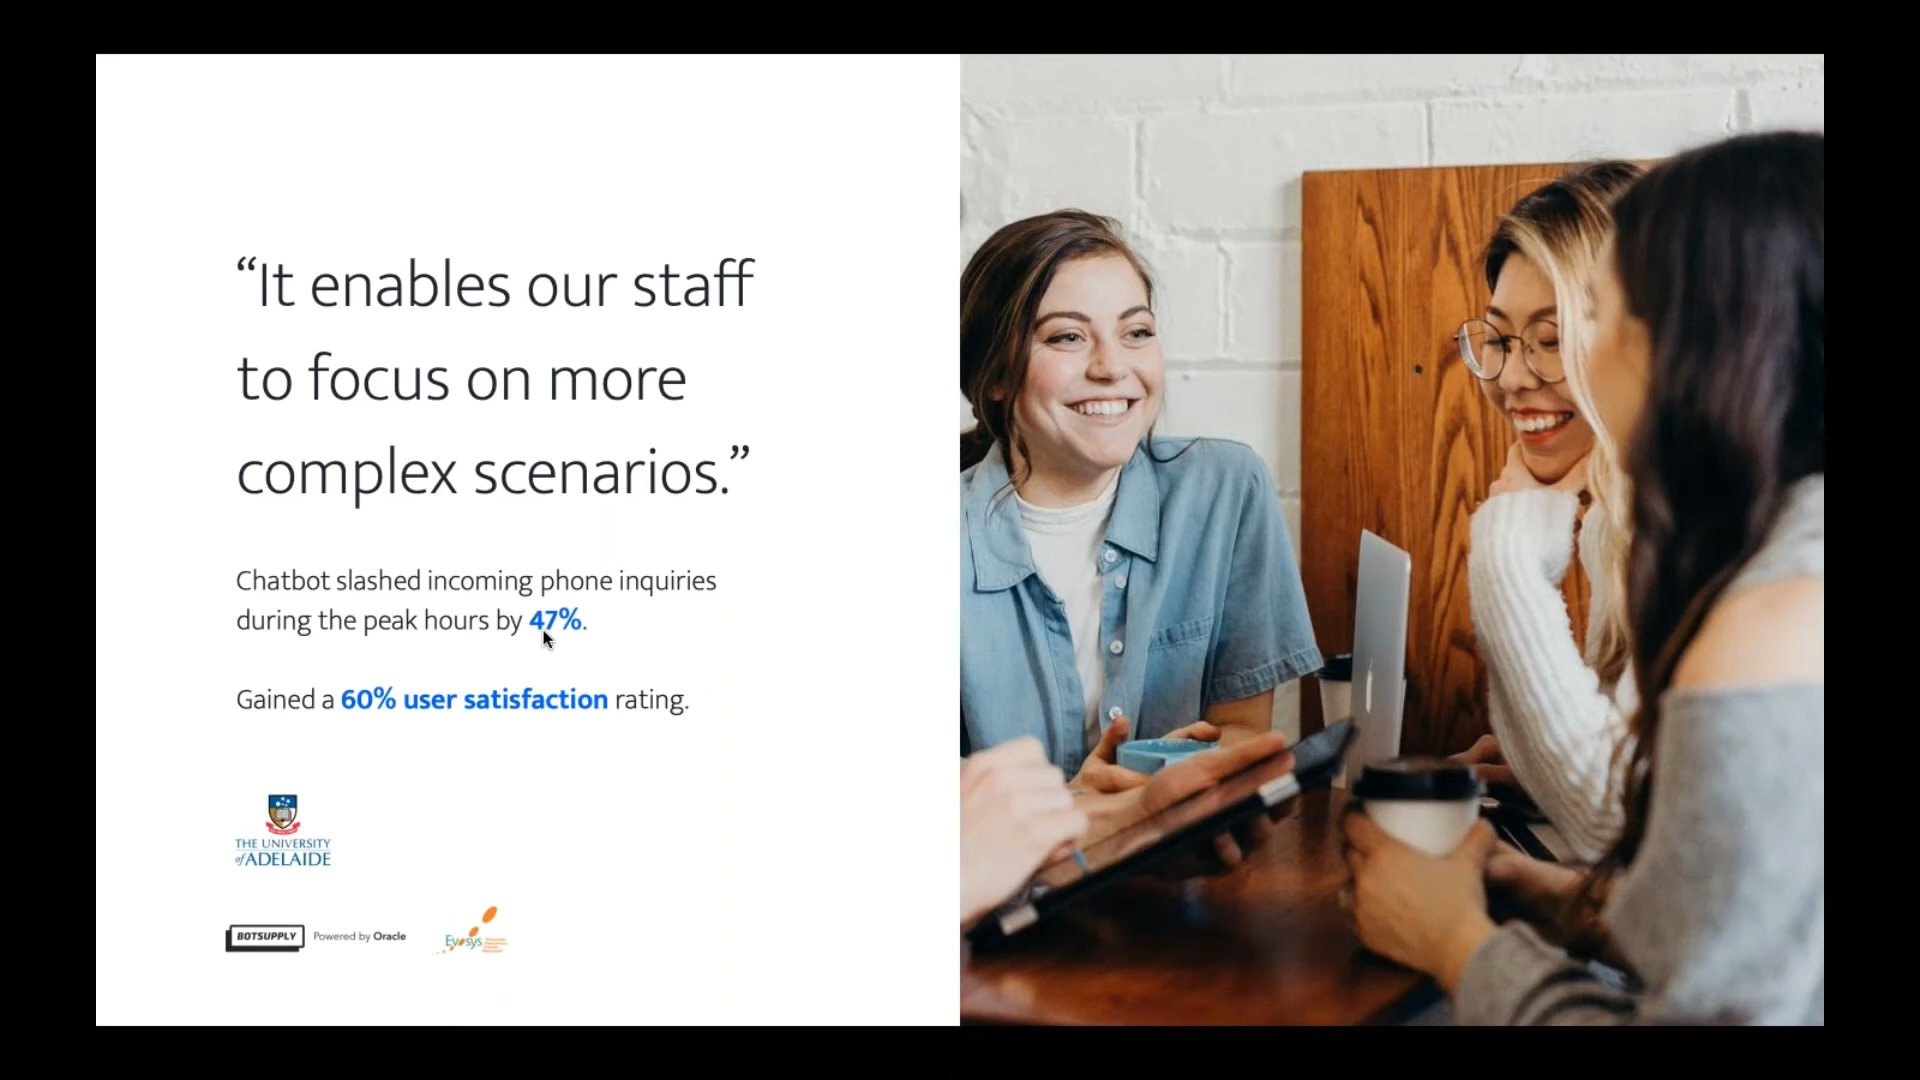 “It enables our staff
to focus on more
complex scenarios.”
Chatbot slashed incoming phone inquiries
during the peak hours by 47%.
Gained a 60% user satisfaction rating.
THE UNIVERSITY
of ADELAIDE
BOTSUPPLY Powered by Oracle
Evosys